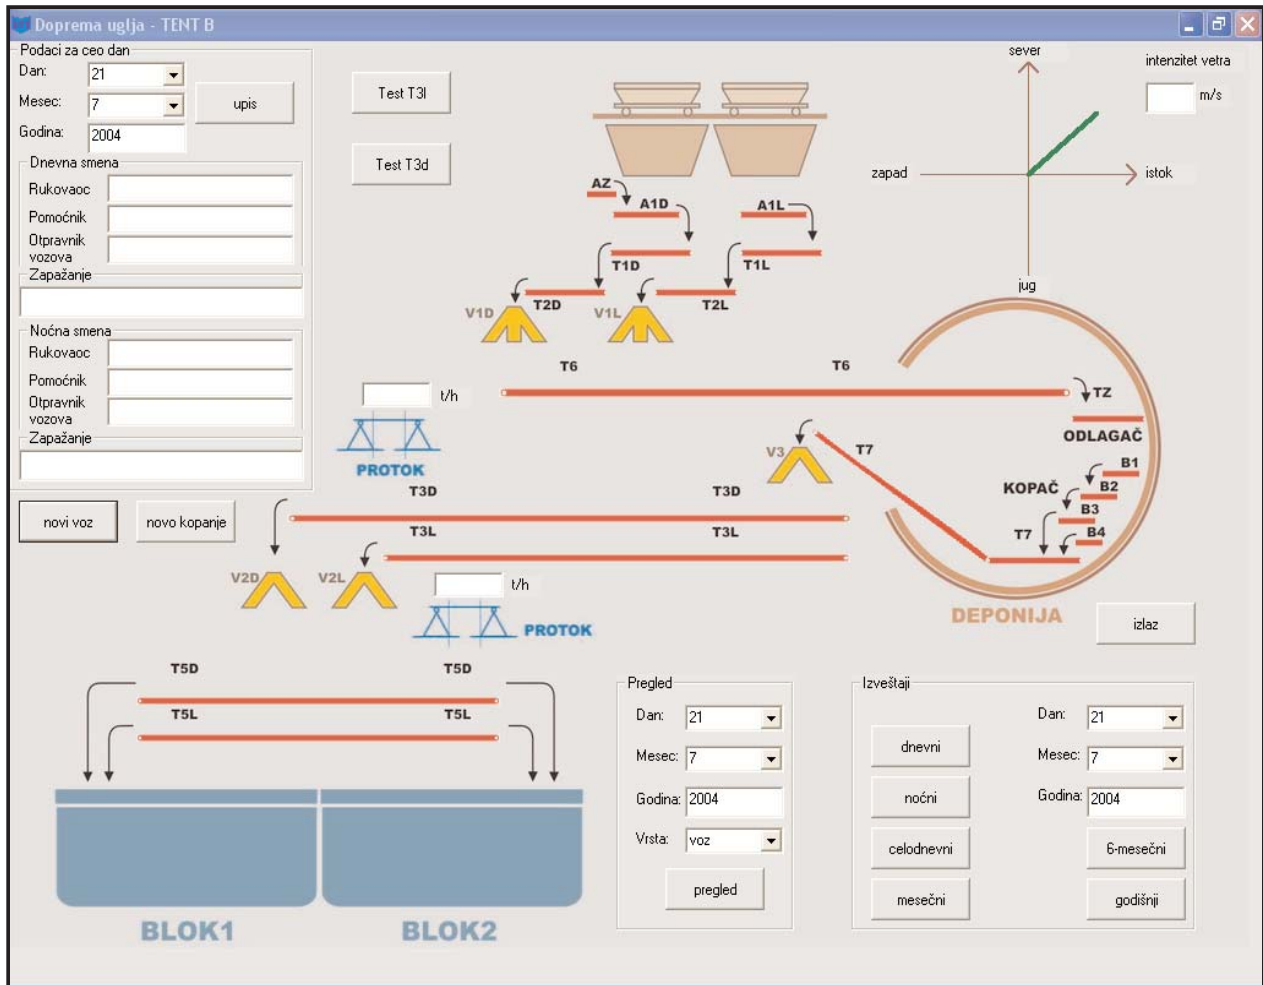 Doprema uglja - TENT B
Podaci za ceo dan
Dan: 21
Mesec: 7
upis
Godina: 2004
Dnevna smena
Rukovaoc
Pomoćnik
Otpravnik
vozova
Zapažanje
Noćna smena
Rukovaoc
Pomoćnik
Otpravnik
vozova
Zapažanje
novi voz
novo kopanje
Test T3l
Test T3d
sever
zapad
istok
jug
intenzitet vetra
m/s
AZ
A1D
A1L
T1D
T1L
V1D
T2D
V1L
T2L
T6
T6
t/h
PROTOK
TZ
ODLAGAČ
V3
T7
B1
KOPAČ
B2
B3
T7
B4
DEPONIJA
izlaz
T3D
T3D
T3L
T3L
V2D
V2L
t/h
PROTOK
T5D
T5D
T5L
T5L
BLOK1
BLOK2
Pregled
Dan: 21
Mesec: 7
Godina: 2004
Vrsta: voz
pregled
Izveštaji
dnevni
noćni
celodnevni
mesečni
Dan: 21
Mesec: 7
Godina: 2004
6-mesečni
godišnji